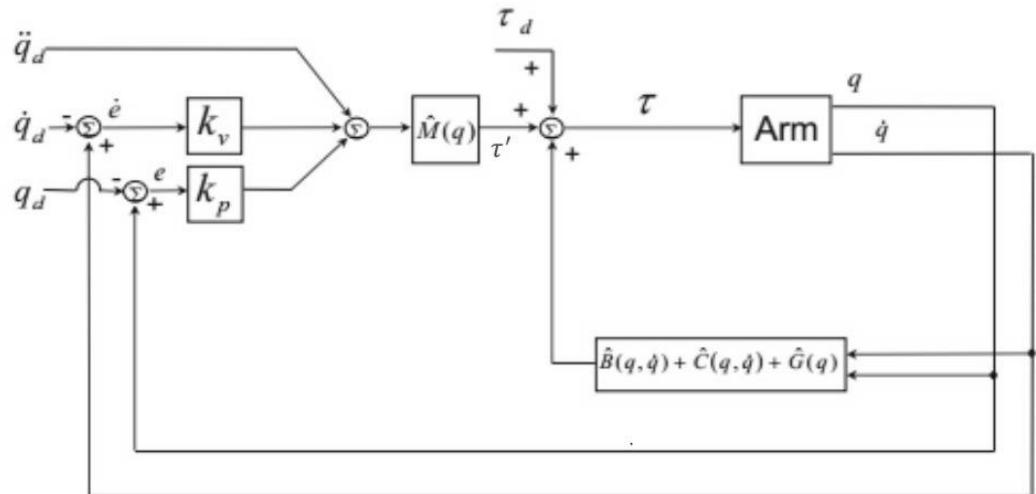 q̈_d
τ_d
+
q̇_d
-
Σ
+
ė
k_v
Σ
M̂(q)
+
τ'
Σ
+
τ
Arm
q
q̇
q_d
-
Σ
+
e
k_p
B̂(q,q̇) + Ĉ(q,q̇) + Ĝ(q)